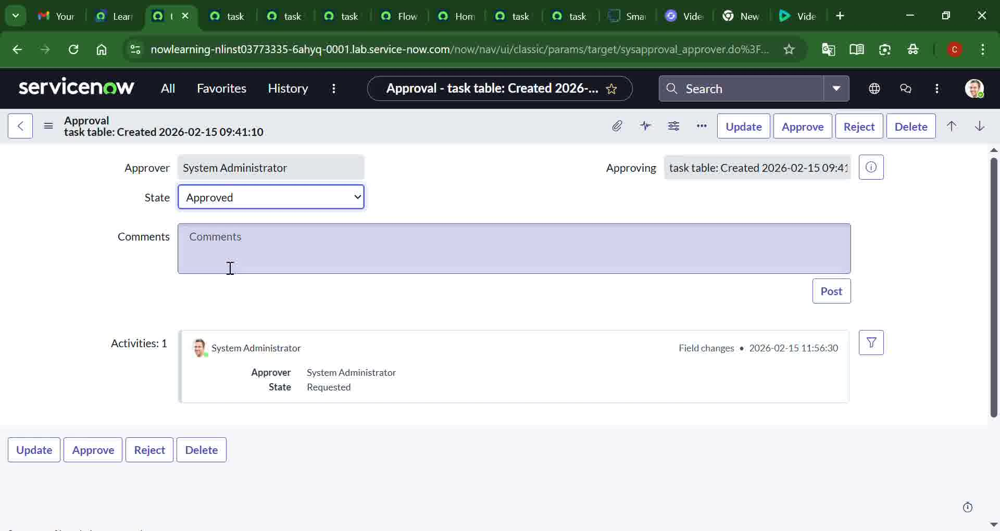 Your
Lear
task
task
task
Flow
Hom
task
task
Sma
Vide
New
Vide
nowlearning-nlinst03773335-6ahyq-0001.lab.service-now.com/now/nav/ui/classic/params/target/sysapproval_approver.do%3F...
C
servicenow
All
Favorites
History
Approval - task table: Created 2026-...
Search
Approval
task table: Created 2026-02-15 09:41:10
Update
Approve
Reject
Delete
Approver
System Administrator
Approving
task table: Created 2026-02-15 09:41
State
Approved
Comments
Comments
Post
Activities: 1
System Administrator
Field changes • 2026-02-15 11:56:30
Approver System Administrator
State Requested
Update
Approve
Reject
Delete